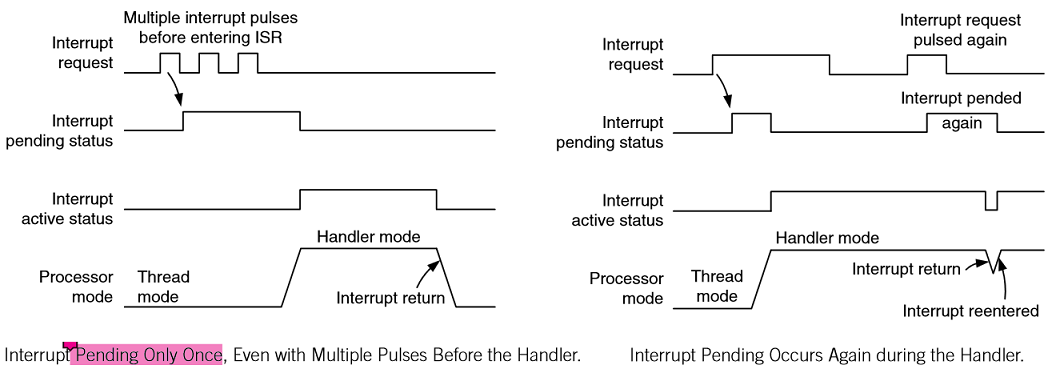 Multiple interrupt pulses
before entering ISR
Interrupt
request
Interrupt
pending status
Interrupt
active status
Handler mode
Processor
mode
Thread
mode
Interrupt return
Interrupt Pending Only Once, Even with Multiple Pulses Before the Handler.
Interrupt request
pulsed again
Interrupt
request
Interrupt pended
again
Interrupt
pending status
Interrupt
active status
Handler mode
Processor
mode
Thread
mode
Interrupt return
Interrupt reentered
Interrupt Pending Occurs Again during the Handler.